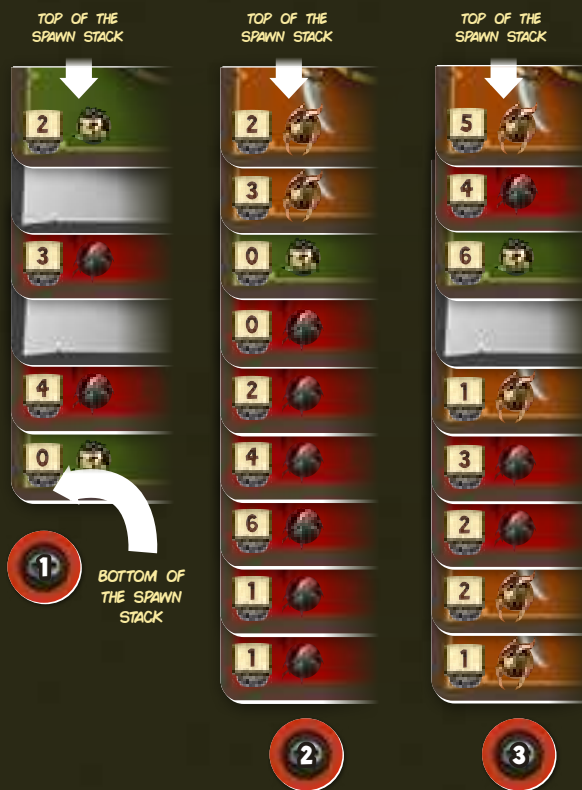 TOP OF THE
SPAWN STACK
2
3
4
0
1
BOTTOM OF
THE SPAWN
STACK
TOP OF THE
SPAWN STACK
2
3
0
0
2
4
6
1
1
2
TOP OF THE
SPAWN STACK
5
4
6
1
3
2
2
1
3